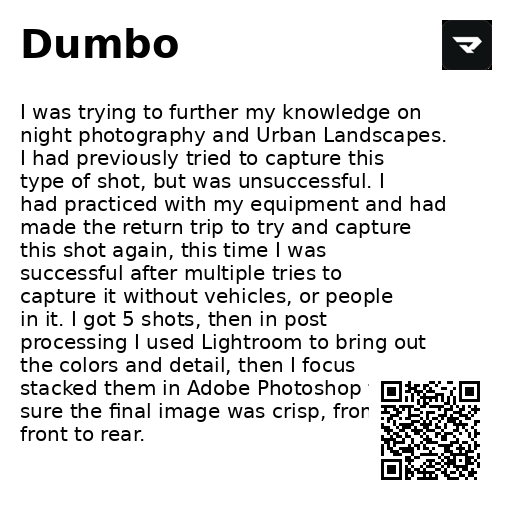 Dumbo
I was trying to further my knowledge on
night photography and Urban Landscapes.
I had previously tried to capture this
type of shot, but was unsuccessful. I
had practiced with my equipment and had
made the return trip to try and capture
this shot again, this time I was
successful after multiple tries to
capture it without vehicles, or people
in it. I got 5 shots, then in post
processing I used Lightroom to bring out
the colors and detail, then I focus
stacked them in Adobe Photoshop
sure the final image was crisp, from
front to rear.